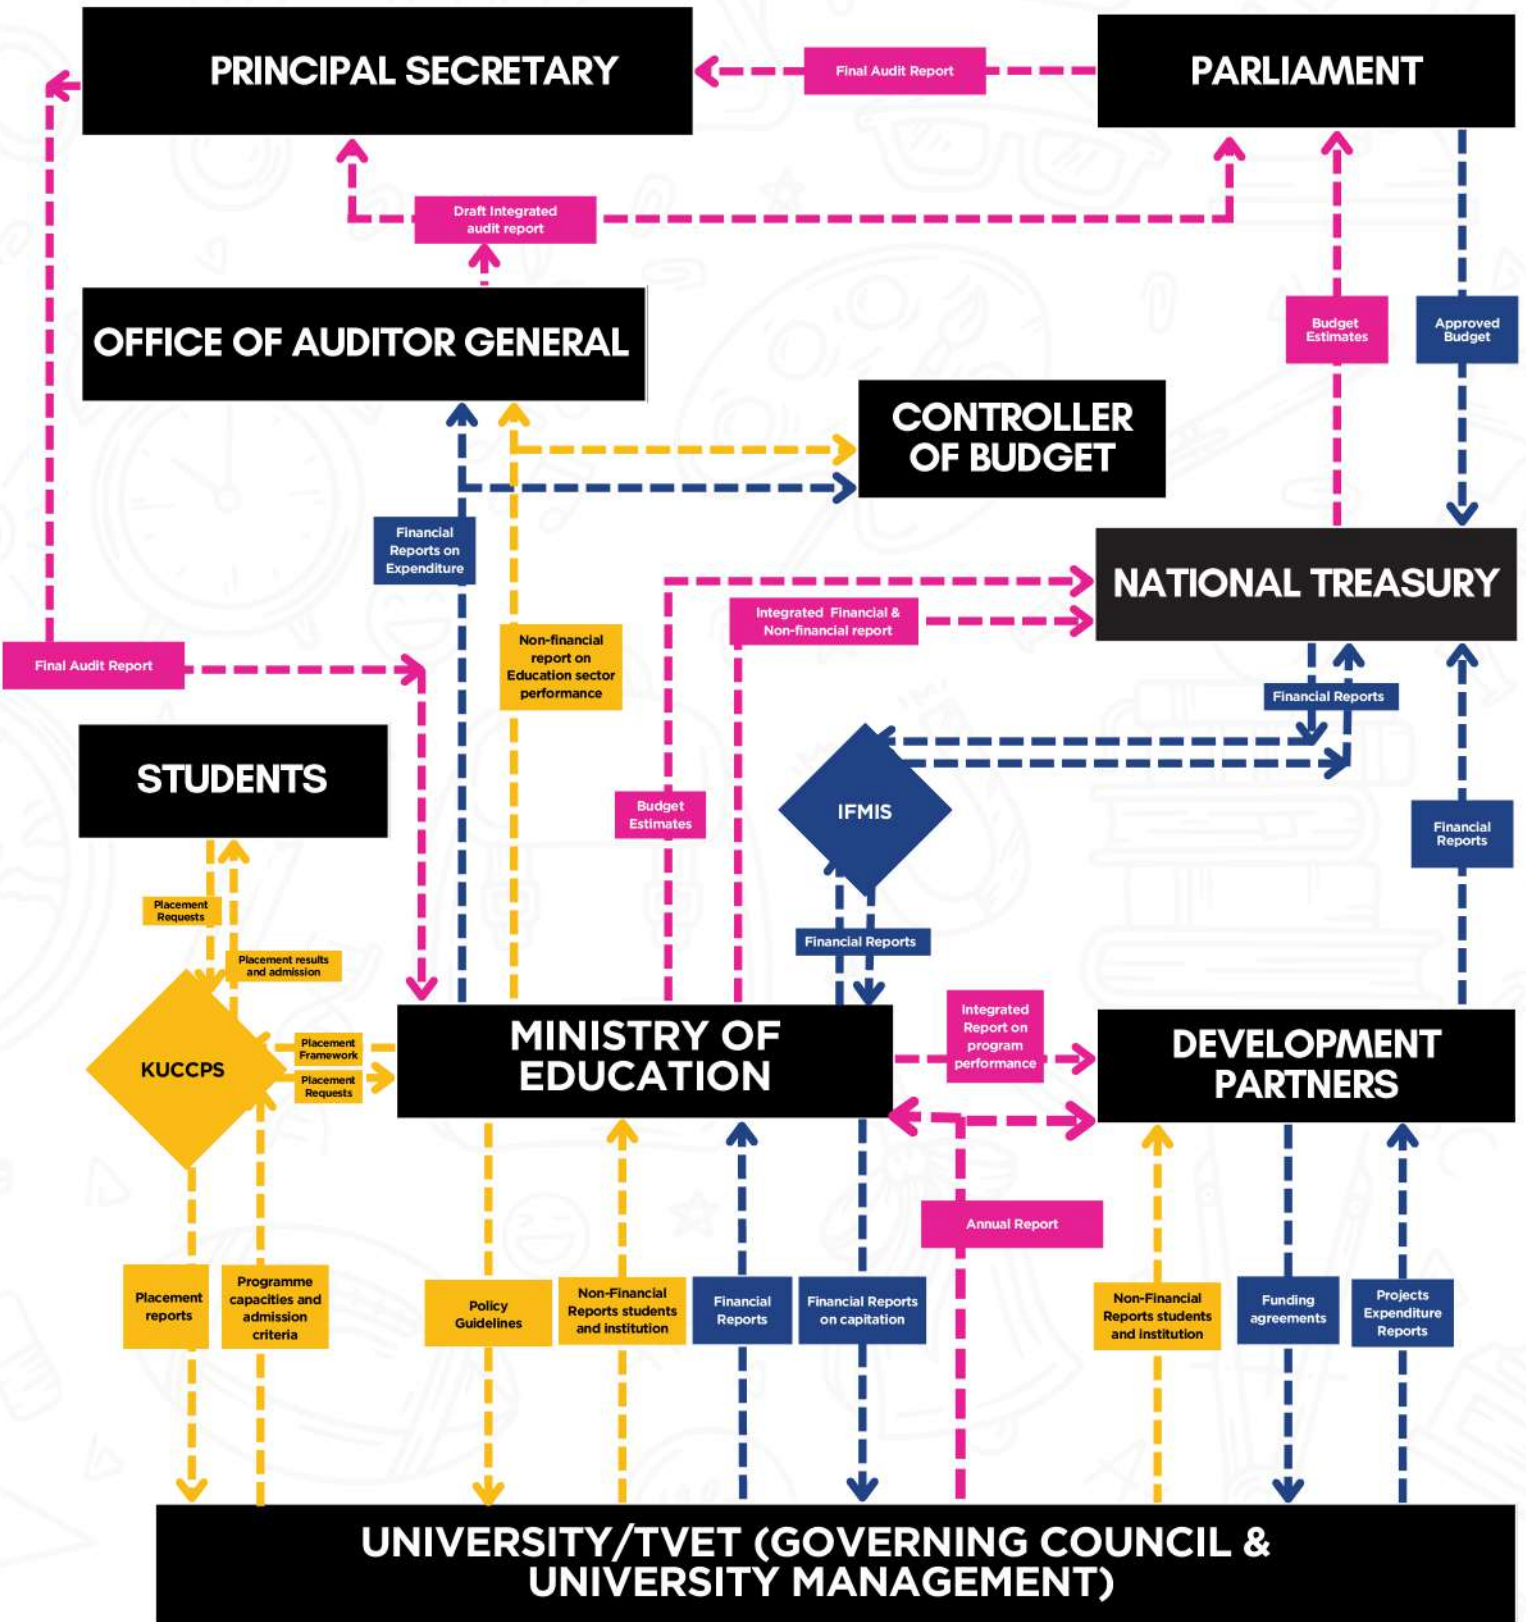 PRINCIPAL SECRETARY
Final Audit Report
PARLIAMENT
Draft Integrated
audit report
OFFICE OF AUDITOR GENERAL
Budget
Estimates
Approved
Budget
CONTROLLER
OF BUDGET
Financial
Reports on
Expenditure
NATIONAL TREASURY
Integrated Financial &
Non-financial report
Non-financial
report on
Education sector
performance
Final Audit Report
Financial Reports
STUDENTS
Budget
Estimates
IFMIS
Financial
Reports
Placement
Requests
Placement results
and admission
Financial Reports
KUCCPS
Placement
Framework
Placement
Requests
MINISTRY OF
EDUCATION
Integrated
Report on
program
performance
DEVELOPMENT
PARTNERS
Annual Report
Placement
reports
Programme
capacities and
admission
criteria
Policy
Guidelines
Non-Financial
Reports students
and institution
Financial
Reports
Financial Reports
on capitation
Non-Financial
Reports students
and institution
Funding
agreements
Projects
Expenditure
Reports
UNIVERSITY/TVET (GOVERNING COUNCIL &
UNIVERSITY MANAGEMENT)